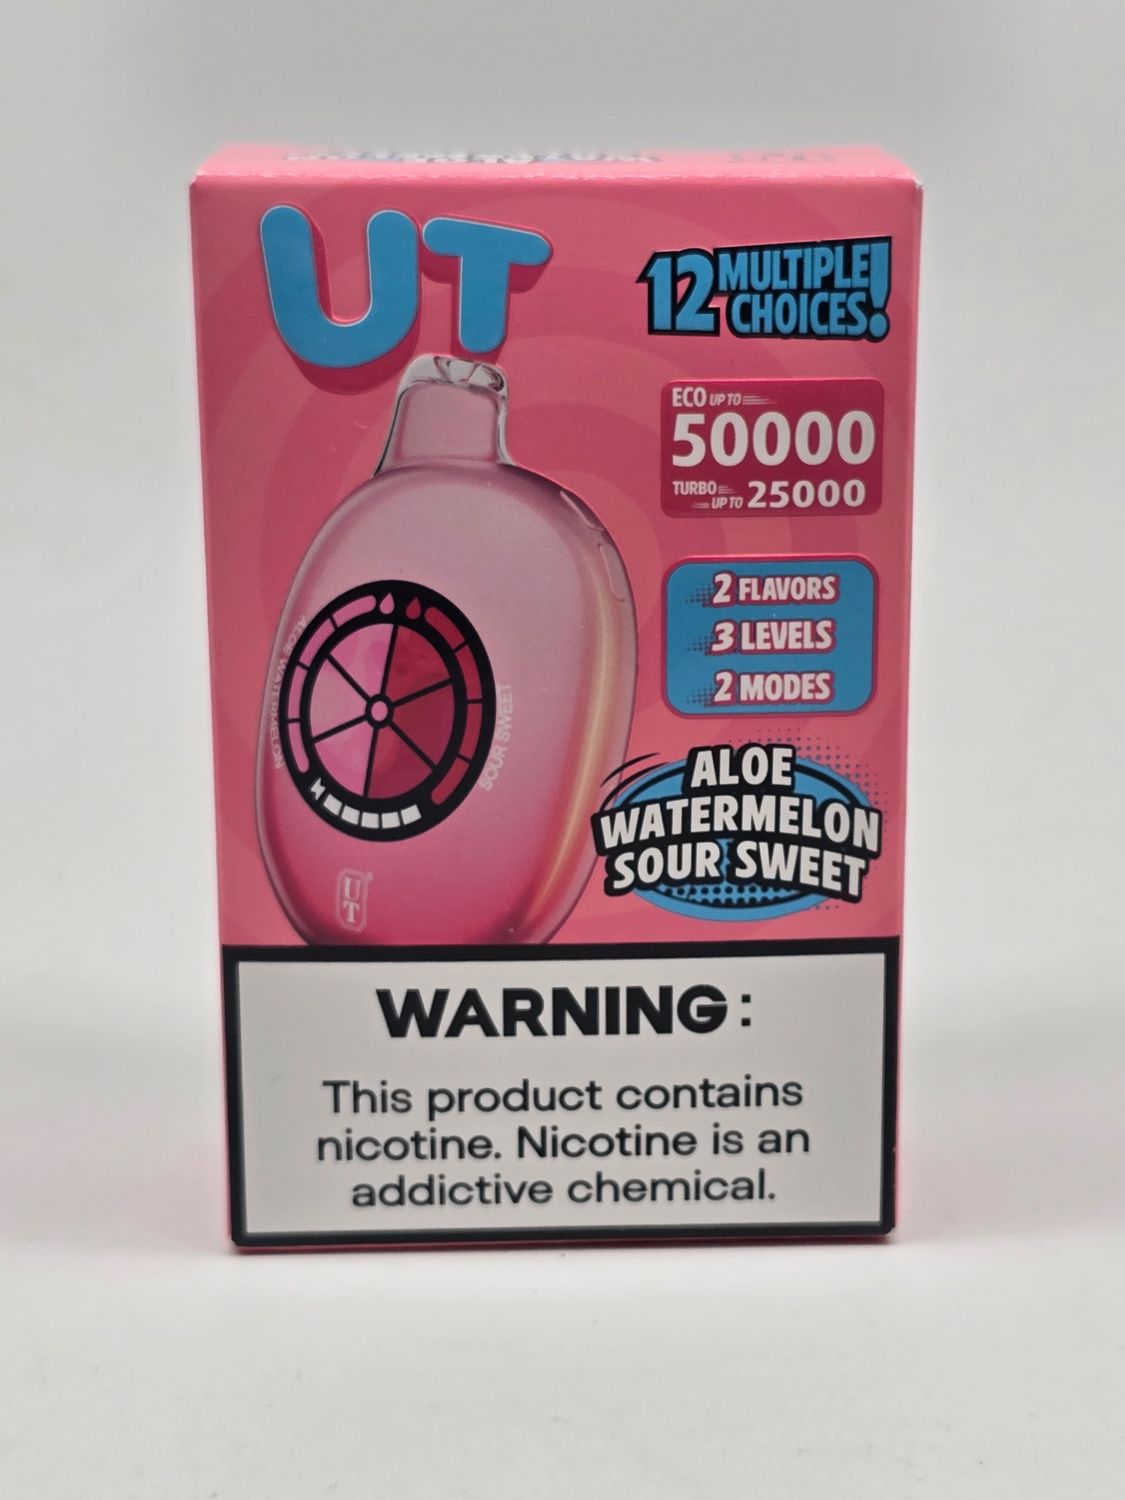 UT
12 MULTIPLE
CHOICES!
ECO UP TO
50000
TURBO
UP TO 25000
2 FLAVORS
3 LEVELS
2 MODES
ALOE
WATERMELON
SOUR SWEET
ALOE WATERMELON
SOUR SWEET
UT
WARNING:
This product contains
nicotine. Nicotine is an
addictive chemical.